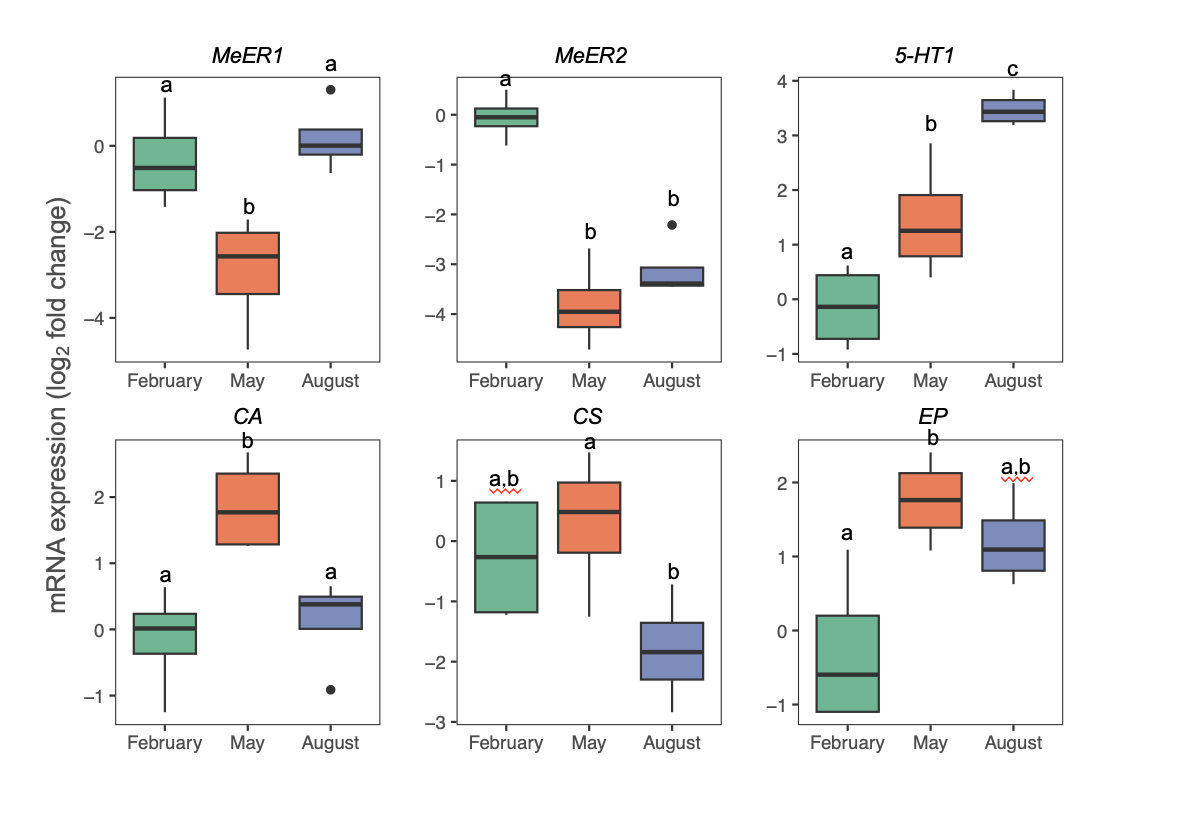 MeER1 MeER2 5-HT1
mRNA expression (log2 fold change)
a b a
0
−2
−4
February May August
a b b
0
−1
−2
−3
−4
February May August
a b c
4
3
2
1
0
−1
February May August
CA CS EP
a b a
2
1
0
−1
February May August
a,b a b
1
0
−1
−2
−3
February May August
a b a,b
2
1
0
−1
February May August